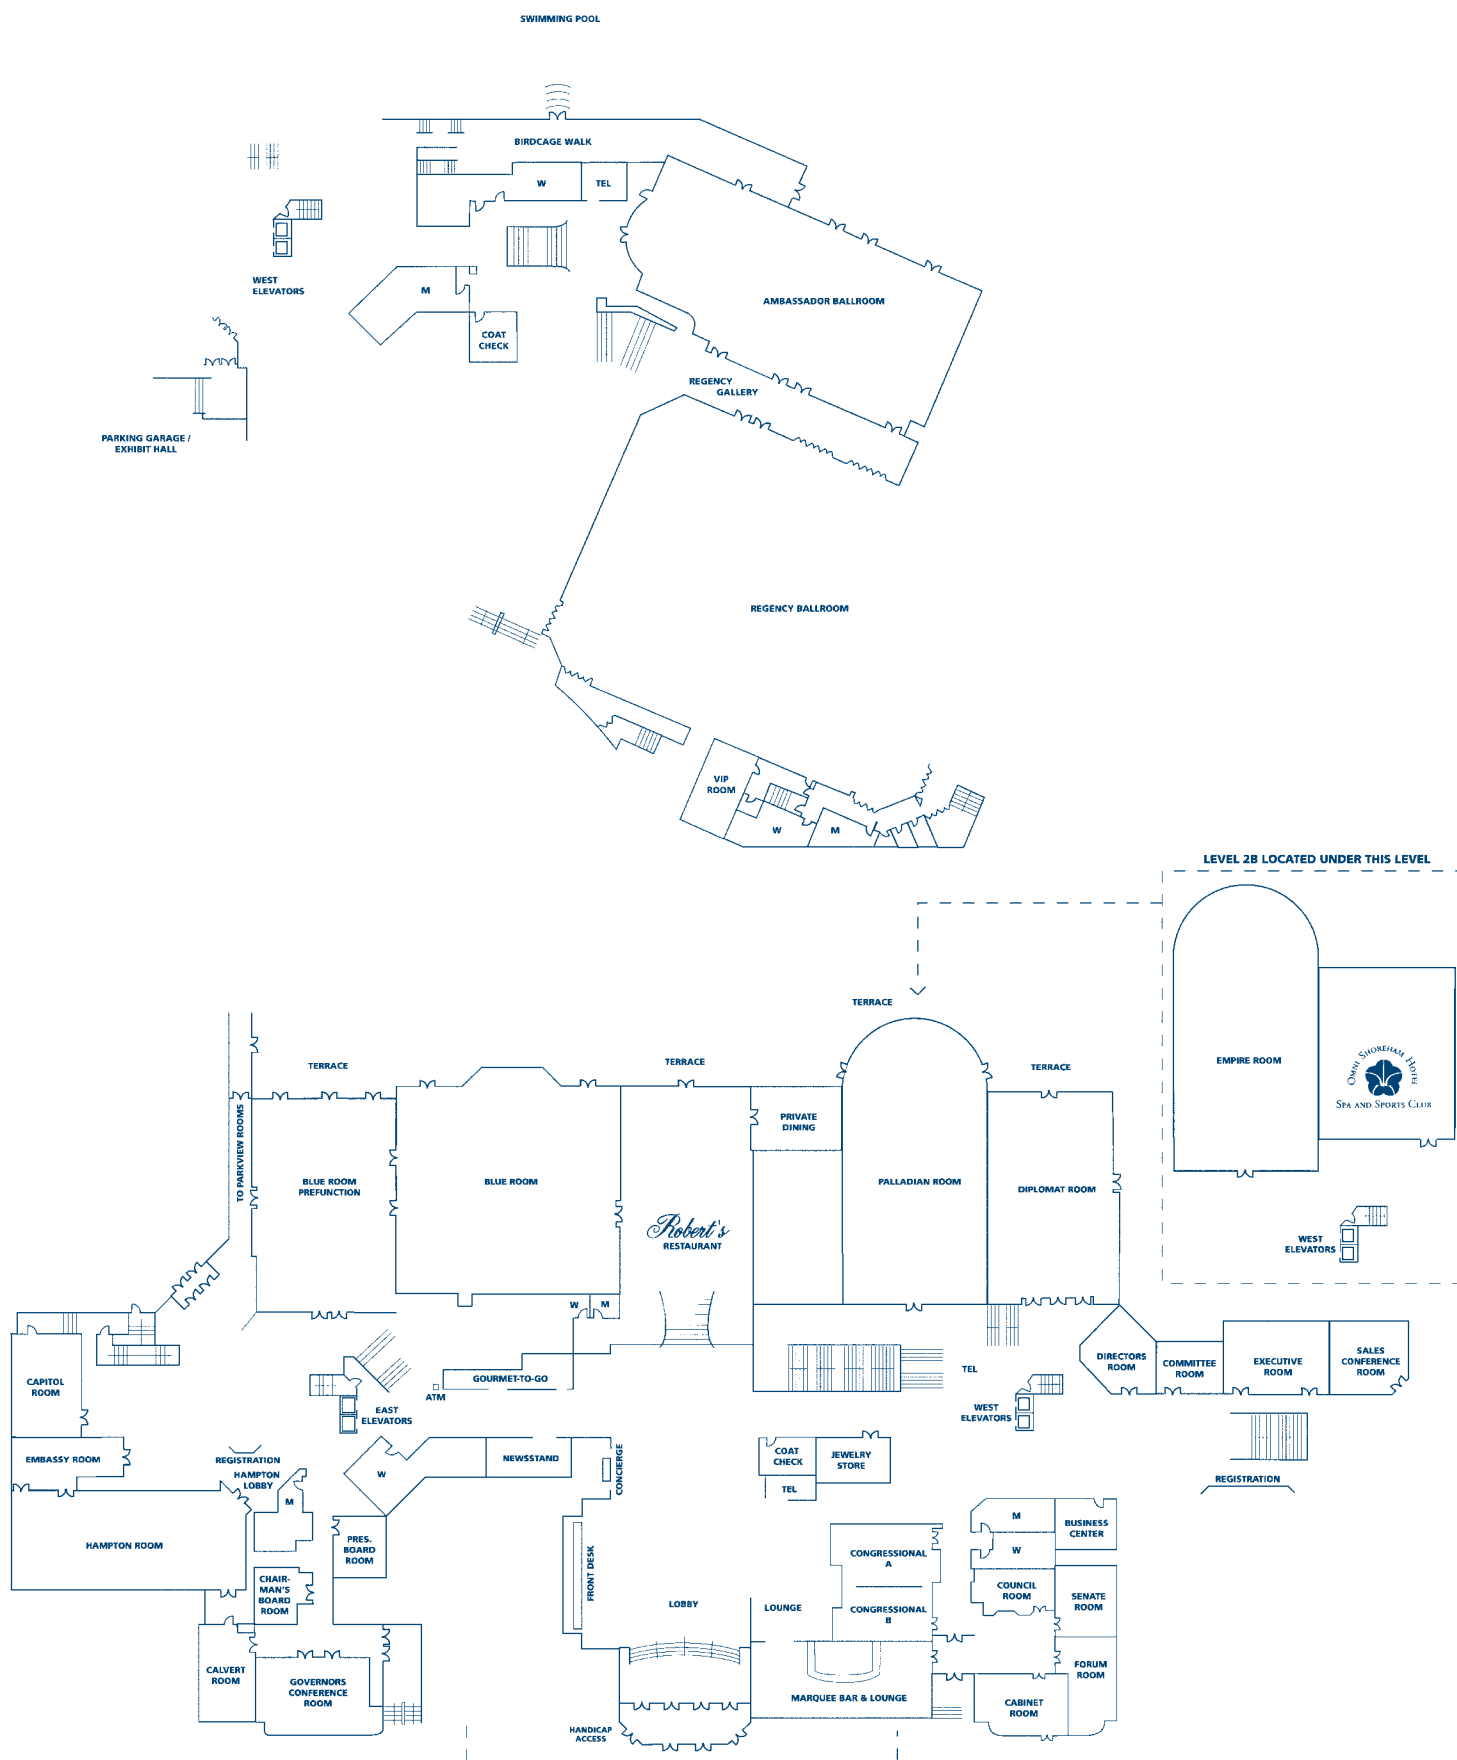 SWIMMING POOL
BIRDCAGE WALK
W
TEL
WEST
ELEVATORS
M
AMBASSADOR BALLROOM
COAT
CHECK
REGENCY
GALLERY
PARKING GARAGE /
EXHIBIT HALL
REGENCY BALLROOM
VIP
ROOM
W
M
LEVEL 2B LOCATED UNDER THIS LEVEL
EMPIRE ROOM
OMNI SHOREHAM HOTEL
SPA AND SPORTS CLUB
WEST
ELEVATORS
TERRACE
TERRACE
TERRACE
TERRACE
TO PARKVIEW ROOMS
BLUE ROOM
PREFUNCTION
BLUE ROOM
Robert's
RESTAURANT
PRIVATE
DINING
PALLADIAN ROOM
DIPLOMAT ROOM
W
M
CAPITOL
ROOM
GOURMET-TO-GO
ATM
EAST
ELEVATORS
TEL
WEST
ELEVATORS
DIRECTORS
ROOM
COMMITTEE
ROOM
EXECUTIVE
ROOM
SALES
CONFERENCE
ROOM
EMBASSY ROOM
REGISTRATION
HAMPTON
LOBBY
M
W
NEWSSTAND
CONCIERGE
COAT
CHECK
JEWELRY
STORE
TEL
REGISTRATION
HAMPTON ROOM
PRES.
BOARD
ROOM
CHAIR-
MAN'S
BOARD
ROOM
FRONT DESK
LOBBY
LOUNGE
CONGRESSIONAL
A
CONGRESSIONAL
B
M
W
BUSINESS
CENTER
COUNCIL
ROOM
SENATE
ROOM
CALVERT
ROOM
GOVERNORS
CONFERENCE
ROOM
MARQUEE BAR & LOUNGE
FORUM
ROOM
CABINET
ROOM
HANDICAP
ACCESS